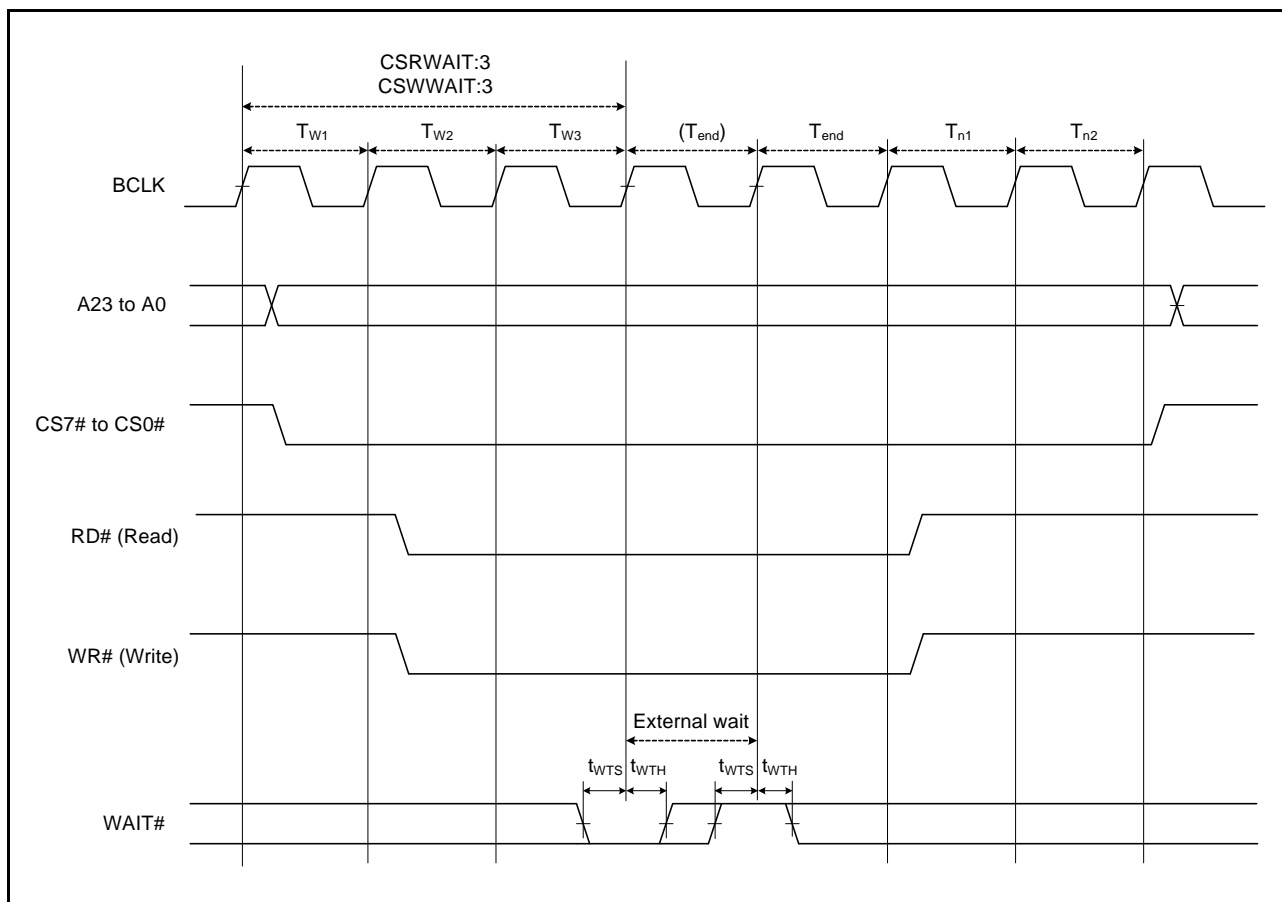 CSRWAIT:3
CSWWAIT:3
TW1 TW2 TW3 (Tend) Tend Tn1 Tn2
BCLK
A23 to A0
CS7# to CS0#
RD# (Read)
WR# (Write)
External wait
tWTS tWTH tWTS tWTH
WAIT#